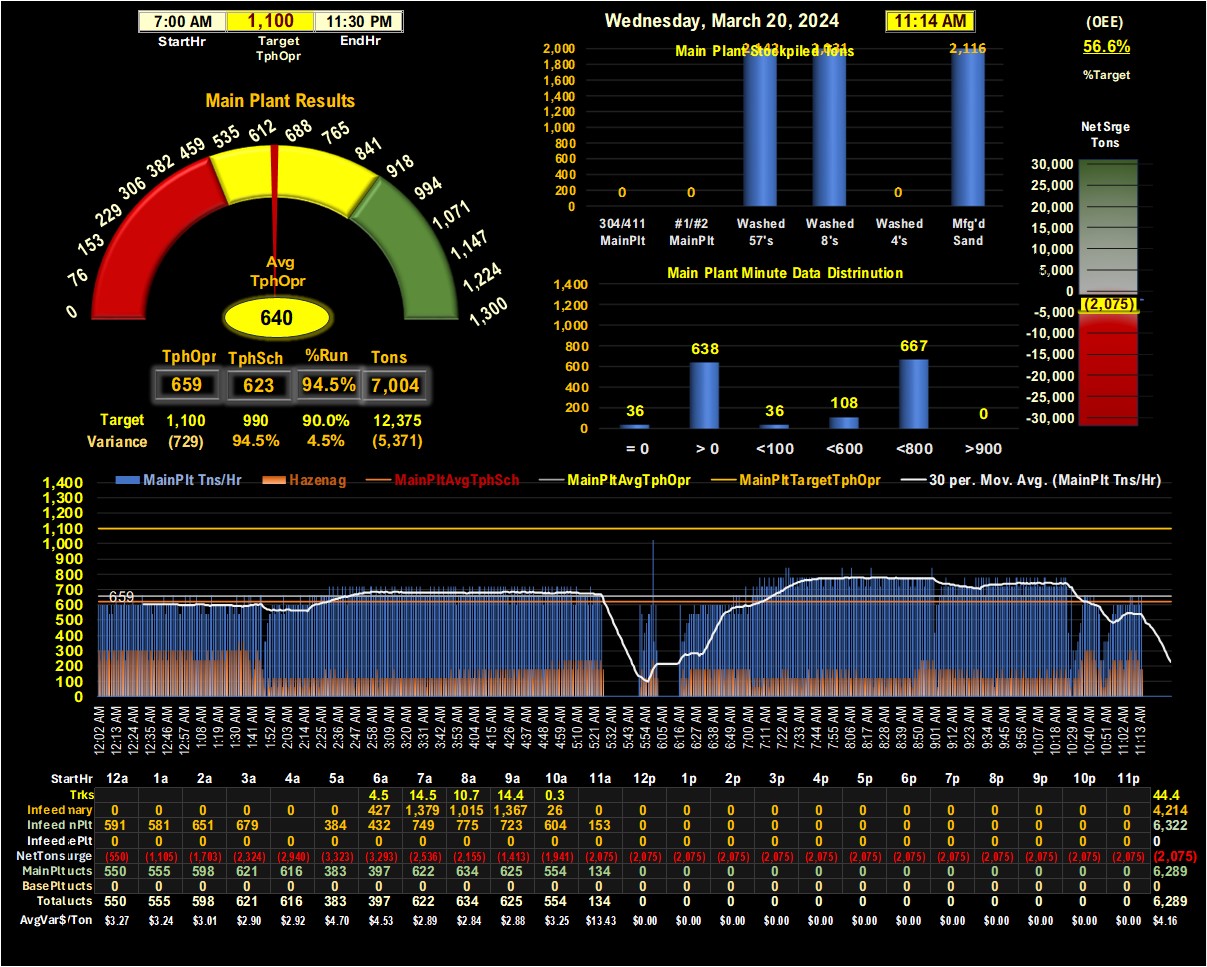 7:00 AM 1,100 11:30 PM
StartHr Target TphOpr EndHr
Wednesday, March 20, 2024 11:14 AM
(OEE)
56.6%
%Target
Main Plant Results
0 76 153 229 306 382 459 535 612 688 765 841 918 994 1,071 1,147 1,224 1,300
Avg
TphOpr
640
TphOpr TphSch %Run Tons
659 623 94.5% 7,004
Target 1,100 990 90.0% 12,375
Variance (729) 94.5% 4.5% (5,371)
Main Plant Stockpiled Tons
2,000
1,800
1,600
1,400
1,200
1,000
800
600
400
200
0
0 0 0 2,116
304/411 MainPlt
#1/#2 MainPlt
Washed 57's
Washed 8's
Washed 4's
Mfg'd Sand
Main Plant Minute Data Distrinution
1,400
1,200
1,000
800
600
400
200
0
36 638 36 108 667 0
= 0 > 0 <100 <600 <800 >900
Net Srge
Tons
30,000
25,000
20,000
15,000
10,000
5,000
0
-5,000
-10,000
-15,000
-20,000
-25,000
-30,000
(2,075)
MainPlt Tns/Hr Hazenag MainPltAvgTphSch MainPltAvgTphOpr MainPltTargetTphOpr 30 per. Mov. Avg. (MainPlt Tns/Hr)
1,400
1,300
1,200
1,100
1,000
900
800
700
600
500
400
300
200
100
0
659
12:02 AM 12:13 AM 12:24 AM 12:35 AM 12:46 AM 12:57 AM 1:08 AM 1:19 AM 1:30 AM 1:41 AM 1:52 AM 2:03 AM 2:14 AM 2:25 AM 2:36 AM 2:47 AM 2:58 AM 3:09 AM 3:20 AM 3:31 AM 3:42 AM 3:53 AM 4:04 AM 4:15 AM 4:26 AM 4:37 AM 4:48 AM 4:59 AM 5:10 AM 5:21 AM 5:32 AM 5:43 AM 5:54 AM 6:05 AM 6:16 AM 6:27 AM 6:38 AM 6:49 AM 7:00 AM 7:11 AM 7:22 AM 7:33 AM 7:44 AM 7:55 AM 8:06 AM 8:17 AM 8:28 AM 8:39 AM 8:50 AM 9:01 AM 9:12 AM 9:23 AM 9:34 AM 9:45 AM 9:56 AM 10:07 AM 10:18 AM 10:29 AM 10:40 AM 10:51 AM 11:02 AM 11:13 AM
StartHr 12a 1a 2a 3a 4a 5a 6a 7a 8a 9a 10a 11a 12p 1p 2p 3p 4p 5p 6p 7p 8p 9p 10p 11p
Trks 4.5 14.5 10.7 14.4 0.3 44.4
Infeed nary 0 0 0 0 0 0 427 1,379 1,015 1,367 26 0 0 0 0 0 0 0 0 0 0 0 0 0 4,214
Infeed nPlt 591 581 651 679 384 432 749 775 723 604 153 0 0 0 0 0 0 0 0 0 0 0 0 6,322
Infeed ePlt 0 0 0 0 0 0 0 0 0 0 0 0 0 0 0 0 0 0 0 0 0 0 0 0 0
NetTons urge (550) (1,105) (1,703) (2,324) (2,940) (3,323) (3,293) (2,536) (2,155) (1,413) (1,941) (2,075) (2,075) (2,075) (2,075) (2,075) (2,075) (2,075) (2,075) (2,075) (2,075) (2,075) (2,075) (2,075) (2,075)
MainPlt ucts 550 555 598 621 616 383 397 622 634 625 554 134 0 0 0 0 0 0 0 0 0 0 0 0 6,289
BasePlt ucts 0 0 0 0 0 0 0 0 0 0 0 0 0 0 0 0 0 0 0 0 0 0 0 0 0
Total ucts 550 555 598 621 616 383 397 622 634 625 554 134 0 0 0 0 0 0 0 0 0 0 0 0 6,289
AvgVar$/Ton $3.27 $3.24 $3.01 $2.90 $2.92 $4.70 $4.53 $2.89 $2.84 $2.88 $3.25 $13.43 $0.00 $0.00 $0.00 $0.00 $0.00 $0.00 $0.00 $0.00 $0.00 $0.00 $0.00 $0.00 $4.16